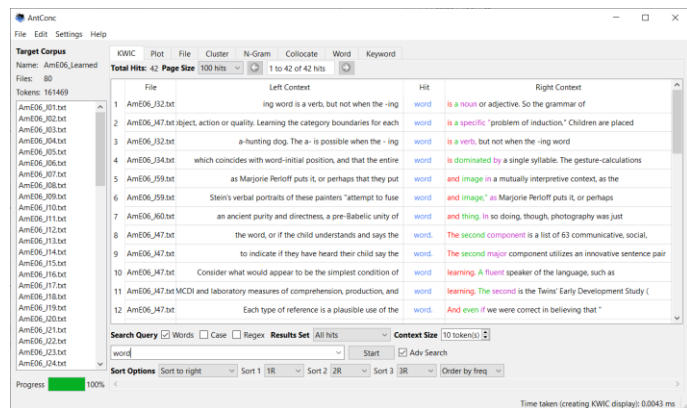 AntConc
File Edit Settings Help
Target Corpus
Name: AmE06_Learned
Files: 80
Tokens: 161469
AmE06_J01.txt
AmE06_J02.txt
AmE06_J03.txt
AmE06_J04.txt
AmE06_J05.txt
AmE06_J06.txt
AmE06_J07.txt
AmE06_J08.txt
AmE06_J09.txt
AmE06_J10.txt
AmE06_J11.txt
AmE06_J12.txt
AmE06_J13.txt
AmE06_J14.txt
AmE06_J15.txt
AmE06_J16.txt
AmE06_J17.txt
AmE06_J18.txt
AmE06_J19.txt
AmE06_J20.txt
AmE06_J21.txt
AmE06_J22.txt
AmE06_J23.txt
AmE06_J24.txt
Progress 100%
KWIC Plot File Cluster N-Gram Collocate Word Keyword
Total Hits: 42 Page Size 100 hits 1 to 42 of 42 hits
File Left Context Hit Right Context
1 AmE06_J32.txt ing word is a verb, but not when the -ing word is a noun or adjective. So the grammar of
2 AmE06_J47.txt object, action or quality. Learning the category boundaries for each word is a specific "problem of induction." Children are placed
3 AmE06_J32.txt a-hunting dog. The a- is possible when the - ing word is a verb, but not when the -ing word
4 AmE06_J34.txt which coincides with word-initial position, and that the entire word is dominated by a single syllable. The gesture-calculations
5 AmE06_J59.txt as Marjorie Perloff puts it, or perhaps that they put word and image in a mutually interpretive context, as the
6 AmE06_J59.txt Stein's verbal portraits of these painters "attempt to fuse word and image," as Marjorie Perloff puts it, or perhaps
7 AmE06_J60.txt an ancient purity and directness, a pre-Babelic unity of word and thing. In so doing, though, photography was just
8 AmE06_J47.txt the word, or if the child understands and says the word. The second component is a list of 63 communicative, social,
9 AmE06_J47.txt to indicate if they have heard their child say the word. The second major component utilizes an innovative sentence pair
10 AmE06_J47.txt Consider what would appear to be the simplest condition of word learning. A fluent speaker of the language, such as
11 AmE06_J47.txt MCDI and laboratory measures of comprehension, production, and word learning. The second is the Twins' Early Development Study (
12 AmE06_J47.txt Each type of reference is a plausible use of the word. And even if we were correct in believing that "
Search Query Words Case Regex Results Set All hits Context Size 10 token(s)
word Start Adv Search
Sort Options Sort to right Sort 1 1R Sort 2 2R Sort 3 3R Order by freq
Time taken (creating KWIC display): 0.0043 ms